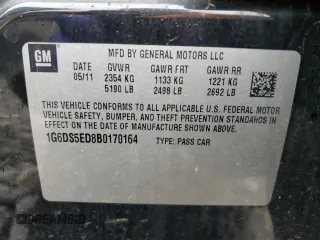 GM
MFD BY GENERAL MOTORS LLC
DATE GVWR GAWR FRT GAWR RR
05/11 2354 KG 1133 KG 1221 KG
5190 LB 2498 LB 2692 LB
THIS VEHICLE CONFORMS TO ALL APPLICABLE U.S. FEDERAL MOTOR
VEHICLE SAFETY, BUMPER, AND THEFT PREVENTION STANDARDS IN
EFFECT ON THE DATE OF MANUFACTURE SHOWN ABOVE.
1G6DS5ED8B0170164 TYPE: PASS CAR